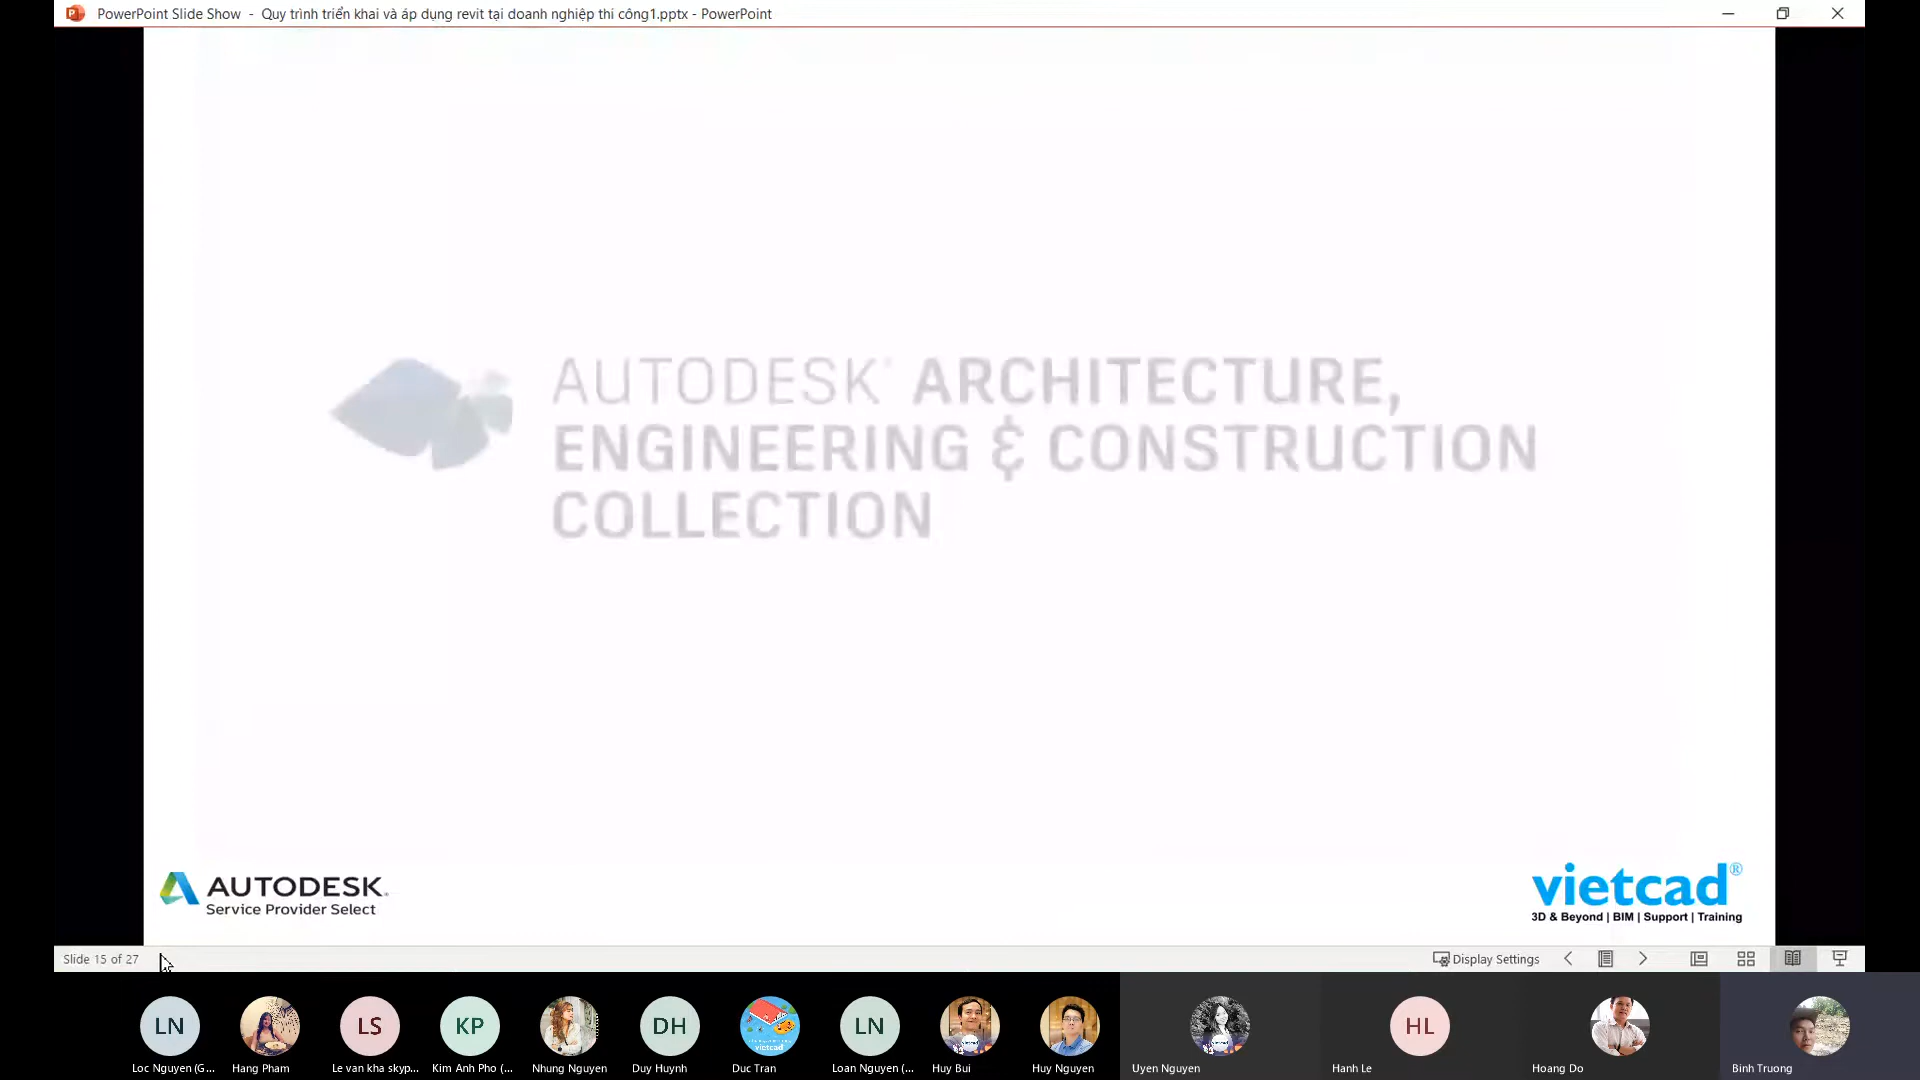 PowerPoint Slide Show - Quy trình triển khai và áp dụng revit tại doanh nghiệp thi công1.pptx - PowerPoint
AUTODESK® ARCHITECTURE,
ENGINEERING & CONSTRUCTION
COLLECTION
AUTODESK.
Service Provider Select
vietcad®
3D & Beyond | BIM | Support | Training
Slide 15 of 27
Display Settings
LN
LS
KP
DH
vietcad
LN
HL
Loc Nguyen (G...
Hang Pham
Le van kha skyp...
Kim Anh Pho (...
Nhung Nguyen
Duy Huynh
Duc Tran
Loan Nguyen (...
Huy Bui
Huy Nguyen
Uyen Nguyen
Hanh Le
Hoang Do
Binh Truong